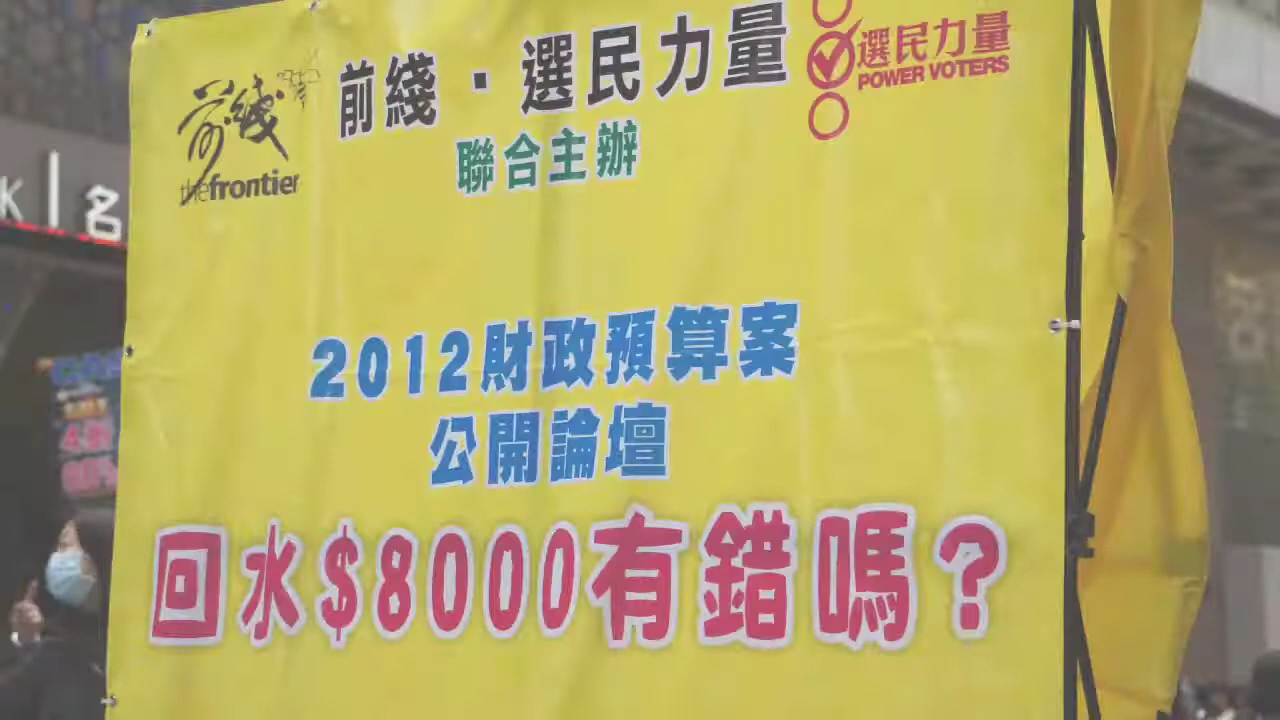 前綫
thefrontier
前綫・選民力量
聯合主辦
選民力量
POWER VOTERS
2012財政預算案
公開論壇
回水$8000有錯嗎?
K | 名